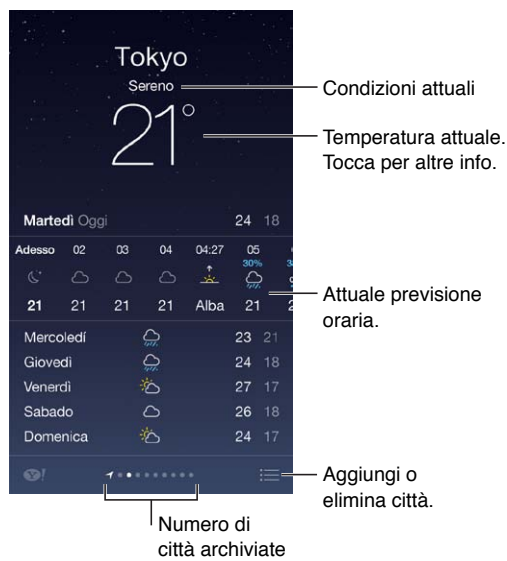 Tokyo
Sereno
21°
Condizioni attuali
Temperatura attuale.
Tocca per altre info.
Martedì Oggi 24 18
Adesso 02 03 04 04:27 05
30%
21 21 21 21 Alba 21
Attuale previsione
oraria.
Mercoledí 23 21
Giovedì 24 18
Venerdì 27 17
Sabado 26 18
Domenica 24 17
Y!
Aggiungi o
elimina città.
Numero di
città archiviate